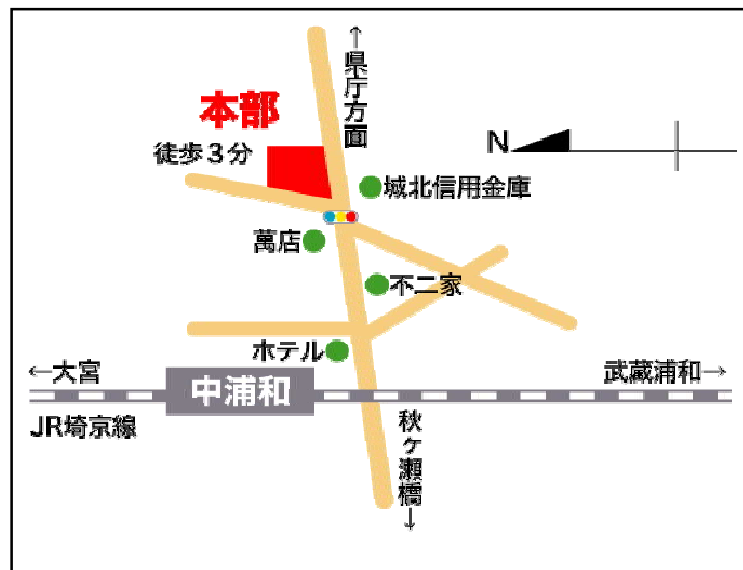 ↑県庁方面
本部
徒歩３分
N
城北信用金庫
萬店
不二家
ホテル
←大宮
武蔵浦和→
中浦和
JR埼京線
秋ヶ瀬橋→